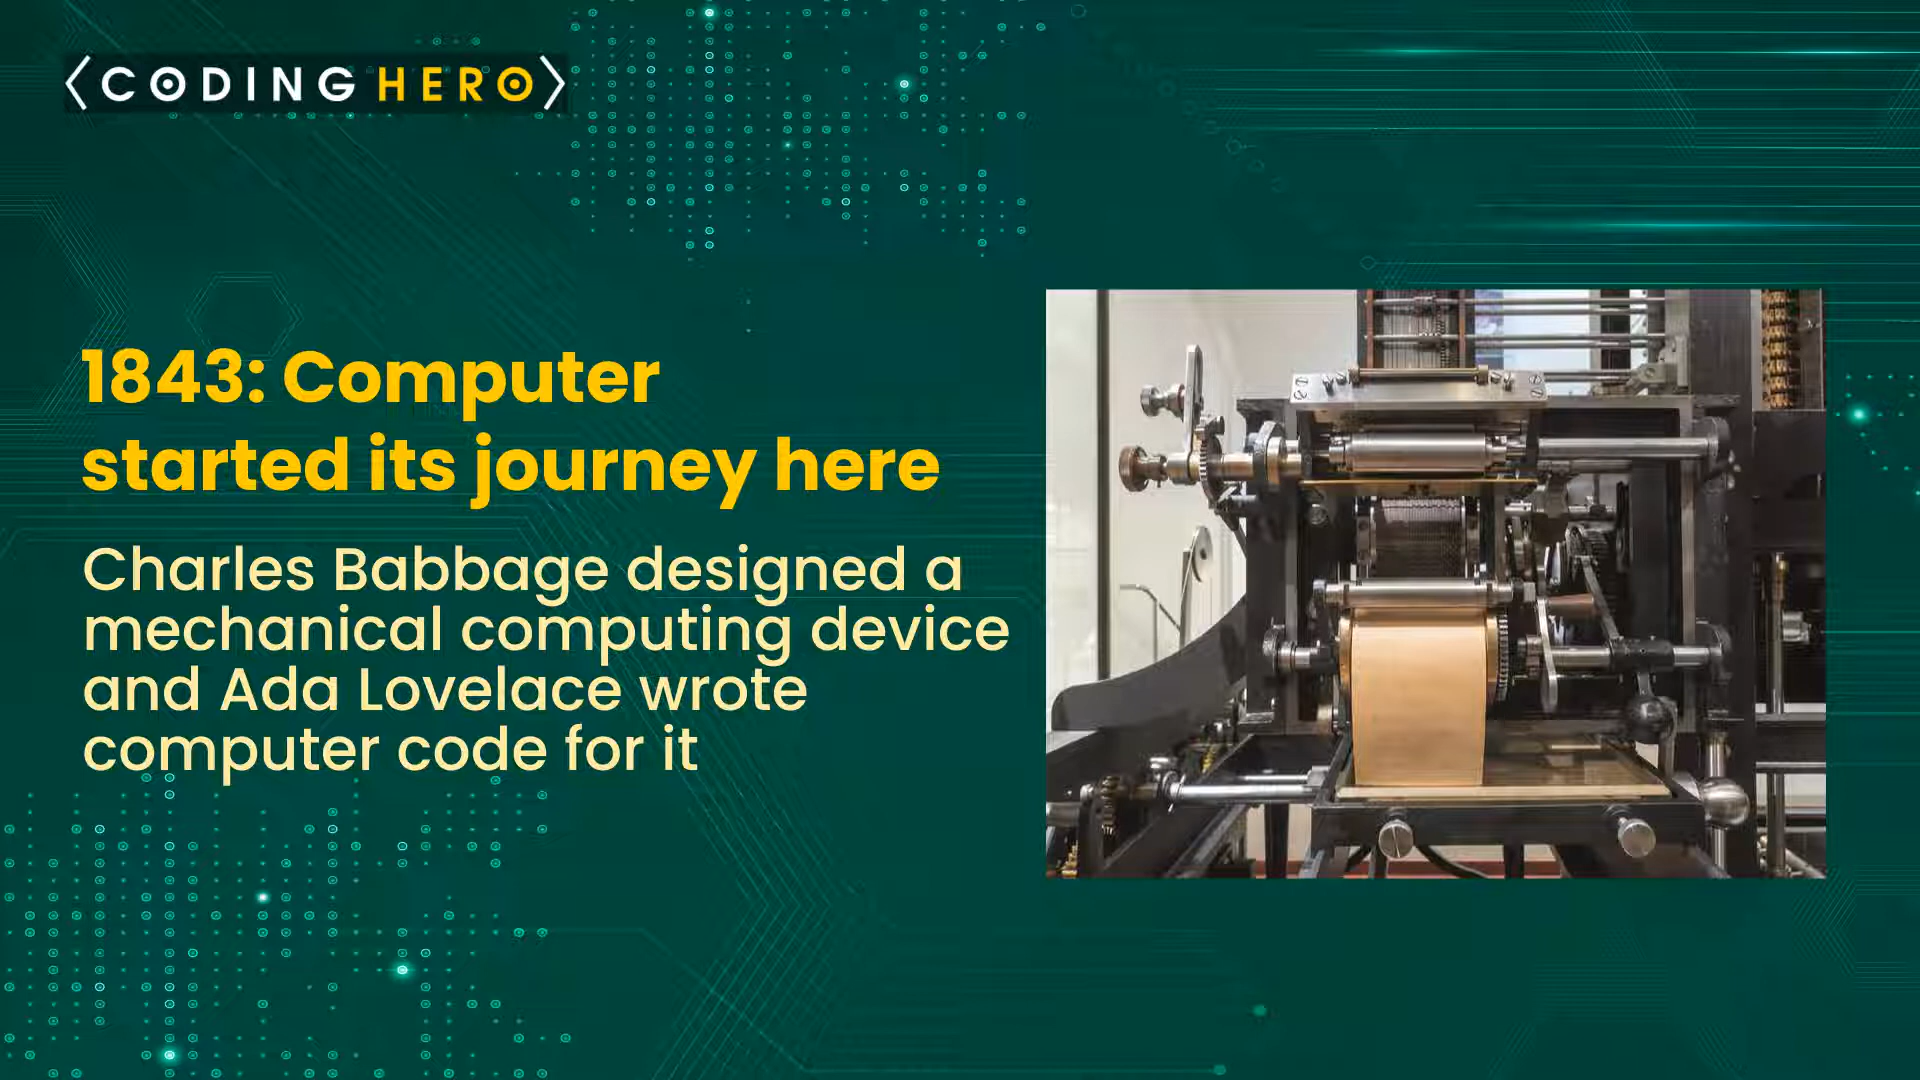 〈CODING HERO〉
1843: Computer
started its journey here
Charles Babbage designed a
mechanical computing device
and Ada Lovelace wrote
computer code for it